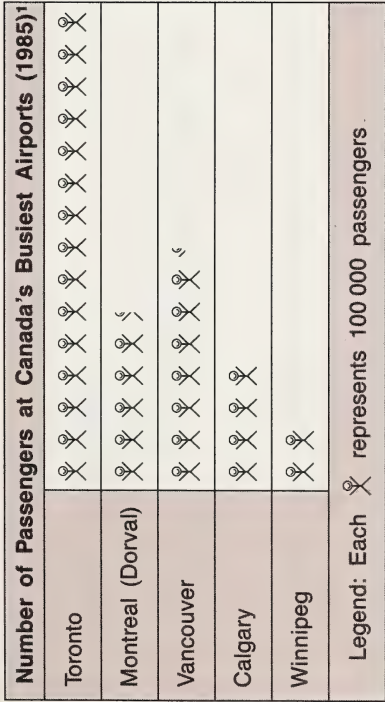 Number of Passengers at Canada's Busiest Airports (1985)¹
Toronto
Montreal (Dorval)
Vancouver
Calgary
Winnipeg
Legend: Each represents 100 000 passengers